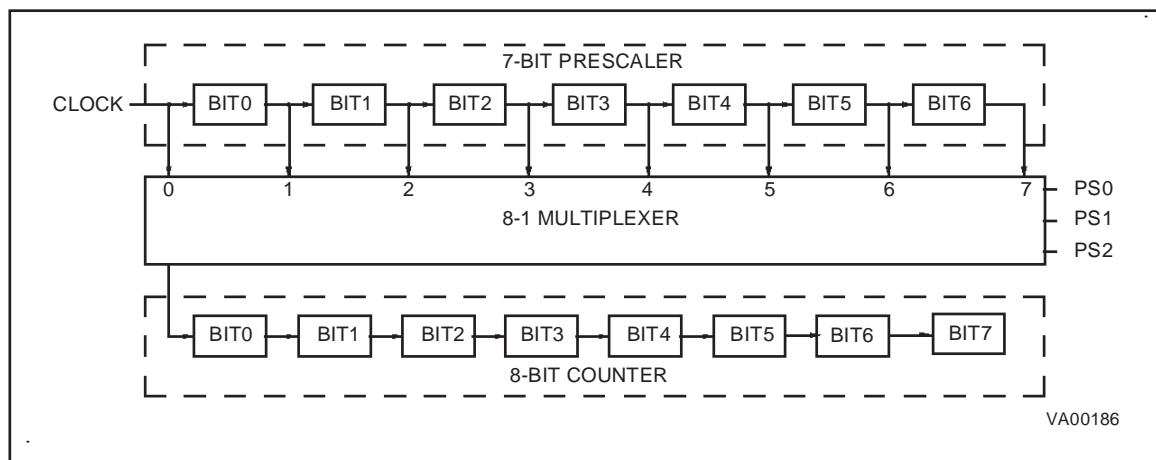 7-BIT PRESCALER
CLOCK BIT0 BIT1 BIT2 BIT3 BIT4 BIT5 BIT6
0 1 2 3 4 5 6 7 PS0
8-1 MULTIPLEXER PS1
PS2
BIT0 BIT1 BIT2 BIT3 BIT4 BIT5 BIT6 BIT7
8-BIT COUNTER
VA00186